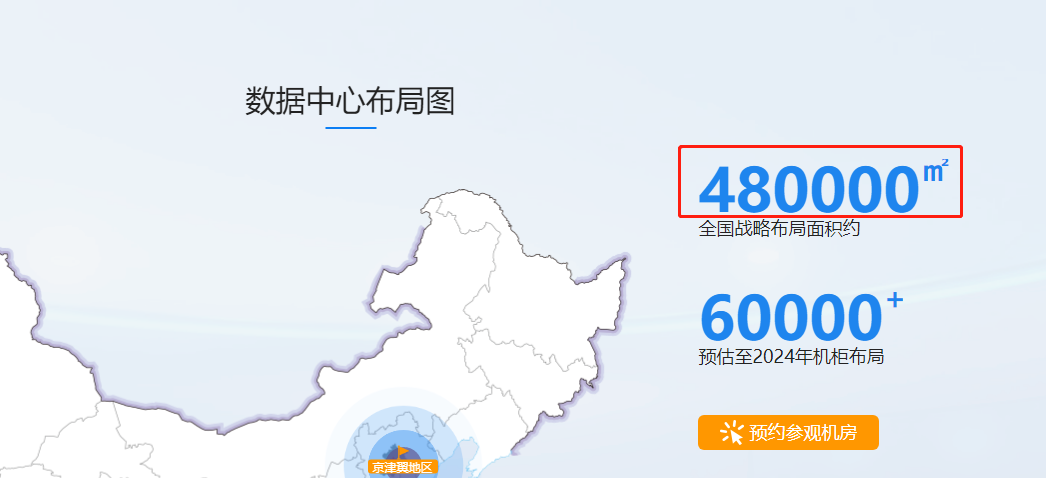 数据中心布局图
480000㎡
全国战略布局面积约
60000+
预估至2024年机柜布局
预约参观机房
京津翼地区